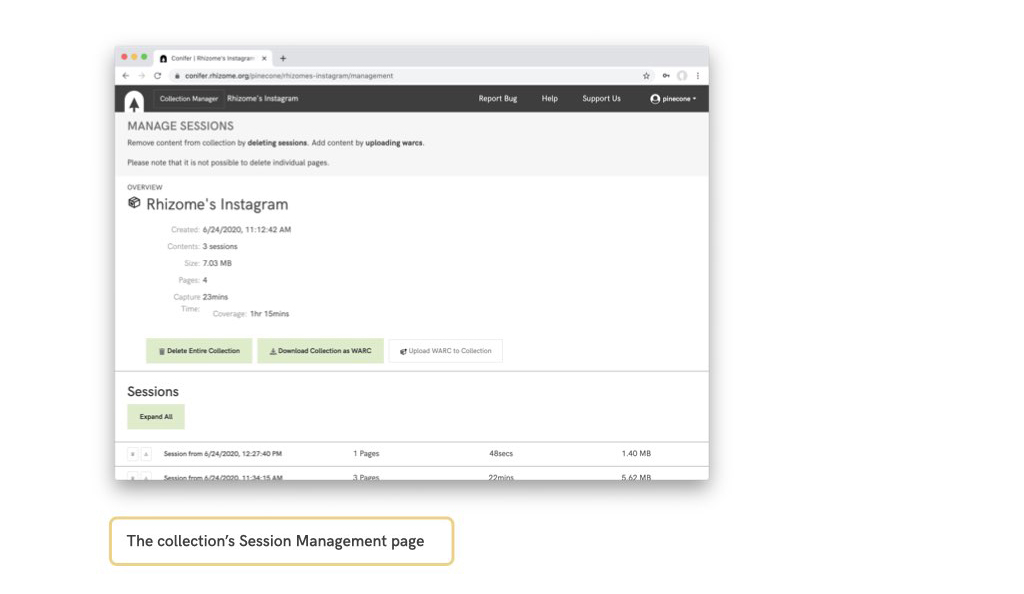 Conifer | Rhizome's Instagram
conifer.rhizome.org/pinecone/rhizomes-instagram/management
Collection Manager Rhizome's Instagram Report Bug Help Support Us pinecone
MANAGE SESSIONS
Remove content from collection by deleting sessions. Add content by uploading warcs.
Please note that it is not possible to delete individual pages.
OVERVIEW
Rhizome's Instagram
Created: 6/24/2020, 11:12:42 AM
Contents: 3 sessions
Size: 7.03 MB
Pages: 4
Capture Time: 23mins
Coverage: 1hr 15mins
Delete Entire Collection Download Collection as WARC Upload WARC to Collection
Sessions
Expand All
Session from 6/24/2020, 12:27:40 PM 1 Pages 48secs 1.40 MB
Session from 6/24/2020, 11:34:15 AM 3 Pages 22mins 5.62 MB
The collection’s Session Management page